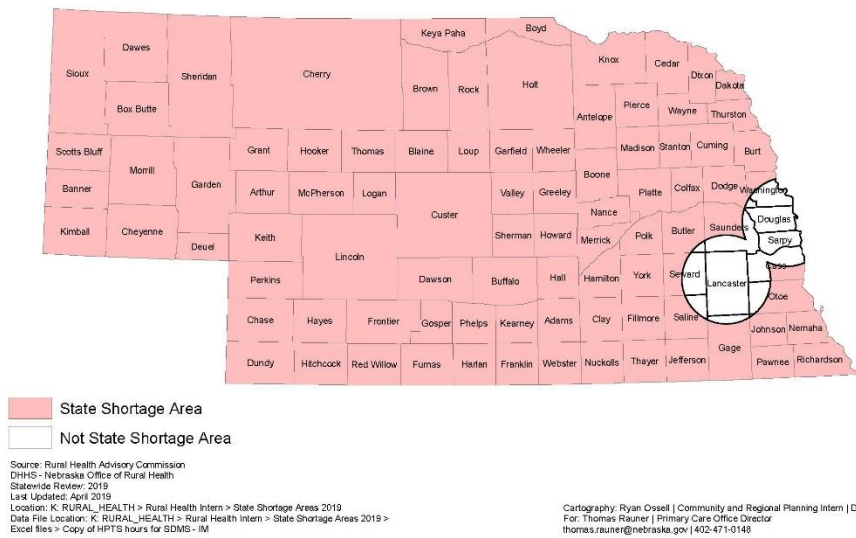 Keya Paha Boyd
Dawes Knox Cedar
Sioux Sheridan Cherry Dixon
Brown Rock Holt Dakota
Box Butte Antelope Pierce Wayne Thurston
Scotts Bluff Grant Hooker Thomas Blaine Loup Garfield Wheeler Madison Stanton Cuming Burt
Morrill Boone
Banner Garden Arthur McPherson Logan Valley Greeley Platte Colfax Dodge Washington
Custer Nance Douglas
Kimball Cheyenne Keith Sherman Howard Merrick Polk Butler Saunders Sarpy
Deuel Lincoln
Perkins Dawson Buffalo Hall Hamilton York Seward Lancaster Cass
Otoe
Chase Hayes Frontier Gosper Phelps Kearney Adams Clay Fillmore Saline Johnson Nemaha
Gage
Dundy Hitchcock Red Willow Furnas Harlan Franklin Webster Nuckolls Thayer Jefferson Pawnee Richardson
State Shortage Area
Not State Shortage Area
Source: Rural Health Advisory Commission
DHHS - Nebraska Office of Rural Health
Statewide Review: 2019
Last Updated: April 2019
Location: K: RURAL_HEALTH > Rural Health Intern > State Shortage Areas 2019
Data File Location: K: RURAL_HEALTH > Rural Health Intern > State Shortage Areas 2019 >
Excel files > Copy of HPTS hours for SDMS - IM
Cartography: Ryan Ossell | Community and Regional Planning Intern | D
For: Thomas Rauner | Primary Care Office Director
thomas.rauner@nebraska.gov | 402-471-0148